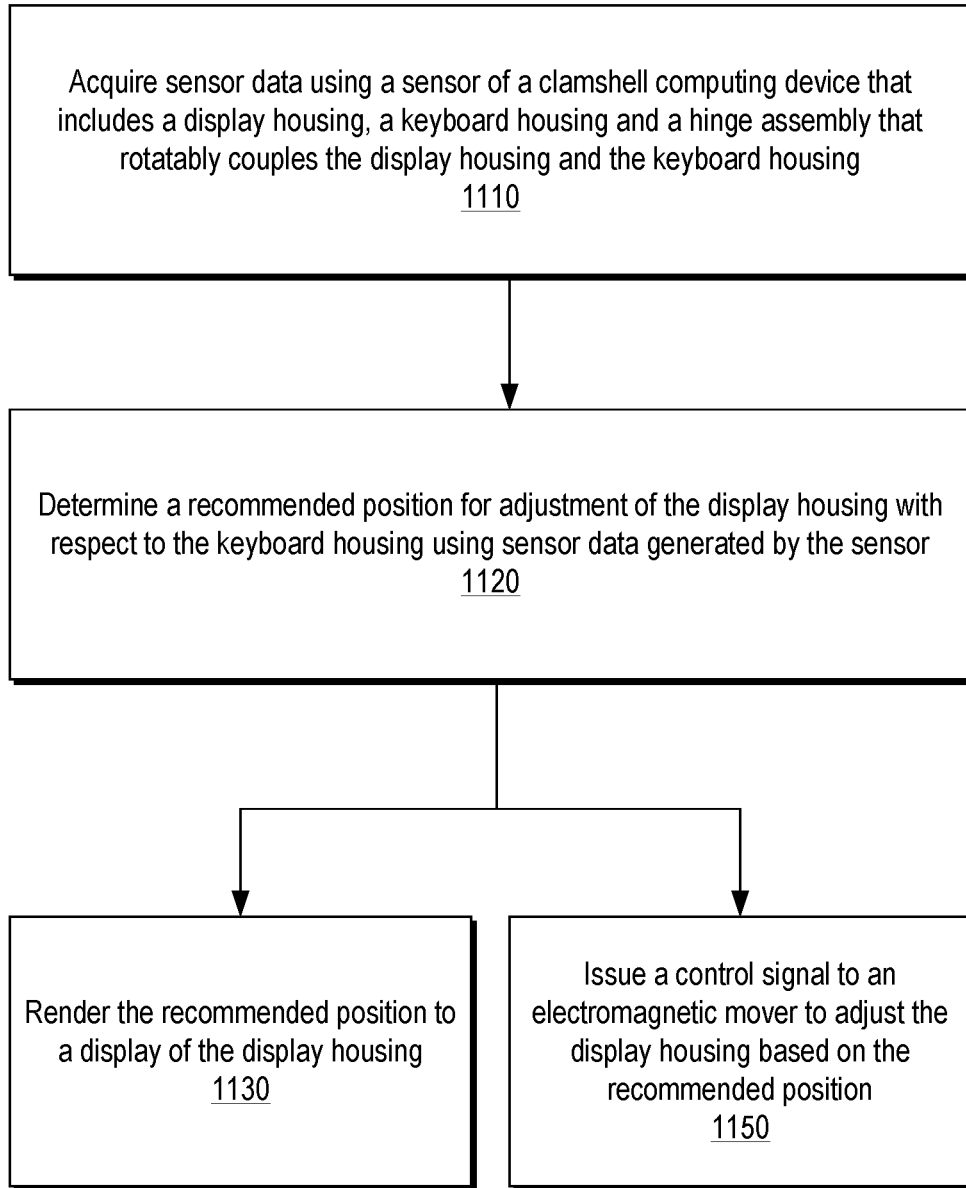 Acquire sensor data using a sensor of a clamshell computing device that
includes a display housing, a keyboard housing and a hinge assembly that
rotatably couples the display housing and the keyboard housing
1110
Determine a recommended position for adjustment of the display housing with
respect to the keyboard housing using sensor data generated by the sensor
1120
Render the recommended position to
a display of the display housing
1130
Issue a control signal to an
electromagnetic mover to adjust the
display housing based on the
recommended position
1150